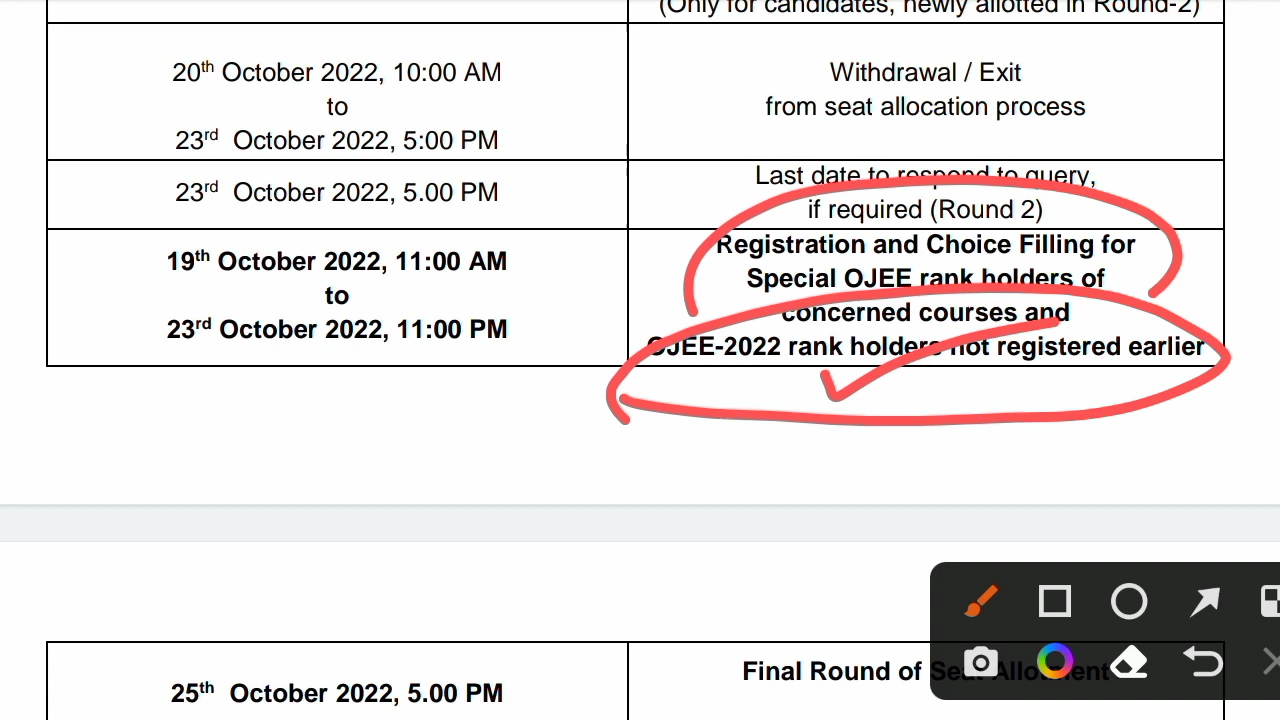 (Only for candidates, newly allotted in Round-2)
20th October 2022, 10:00 AM
to
23rd October 2022, 5:00 PM
Withdrawal / Exit
from seat allocation process
23rd October 2022, 5.00 PM
Last date to respond to query,
if required (Round 2)
19th October 2022, 11:00 AM
to
23rd October 2022, 11:00 PM
Registration and Choice Filling for
Special OJEE rank holders of
concerned courses and
OJEE-2022 rank holders not registered earlier
25th October 2022, 5.00 PM
Final Round of Seat Allotment